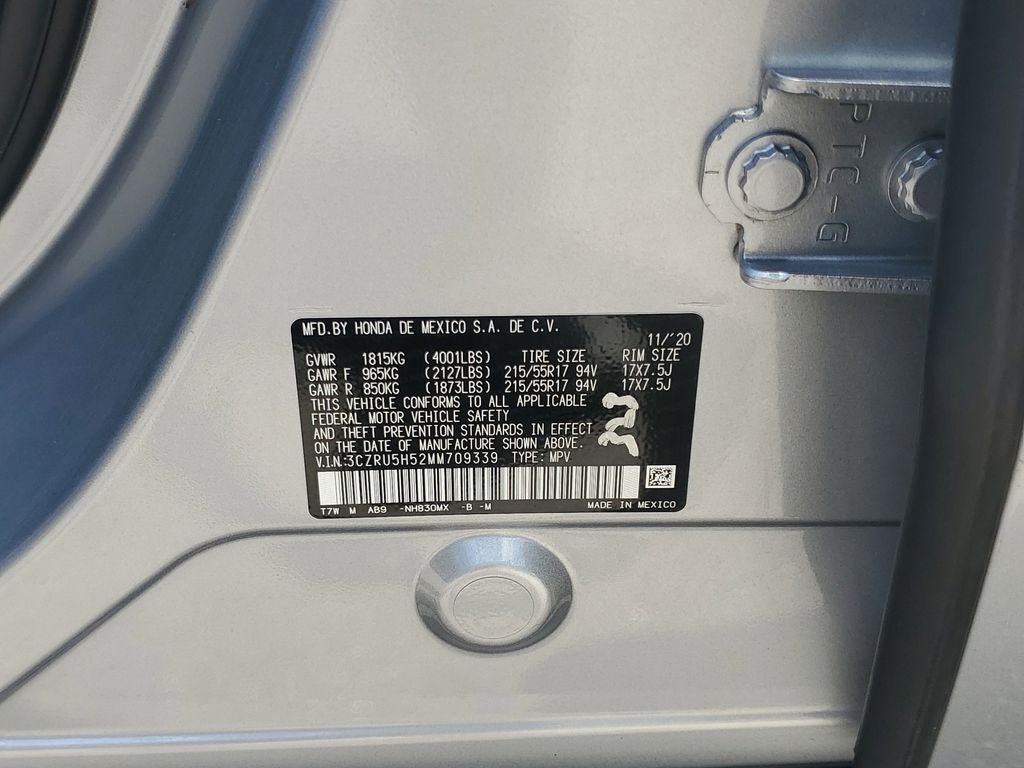 PTC-G
MFD.BY HONDA DE MEXICO S.A. DE C.V.
11/'20
GVWR 1815KG (4001LBS) TIRE SIZE RIM SIZE
GAWR F 965KG (2127LBS) 215/55R17 94V 17X7.5J
GAWR R 850KG (1873LBS) 215/55R17 94V 17X7.5J
THIS VEHICLE CONFORMS TO ALL APPLICABLE
FEDERAL MOTOR VEHICLE SAFETY
AND THEFT PREVENTION STANDARDS IN EFFECT
ON THE DATE OF MANUFACTURE SHOWN ABOVE.
V.I.N:3CZRU5H52MM709339 TYPE: MPV
T7W M AB9 -NH830MX -B -M MADE IN MEXICO